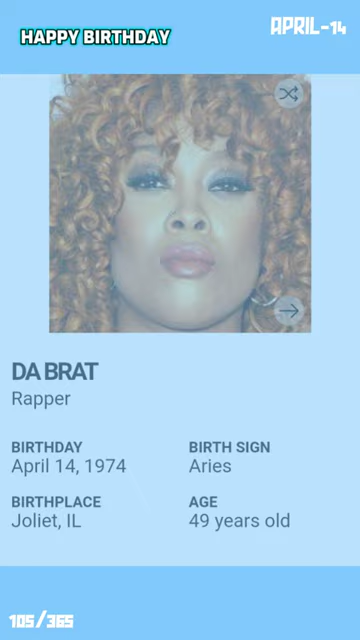 HAPPY BIRTHDAY
APRIL-14
DA BRAT
Rapper
BIRTHDAY
April 14, 1974
BIRTH SIGN
Aries
BIRTHPLACE
Joliet, IL
AGE
49 years old
105/365